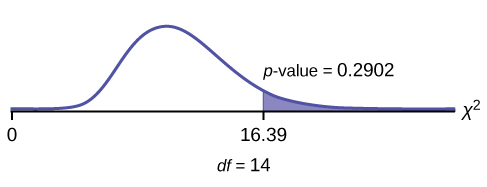 p-value = 0.2902
χ²
0
16.39
df = 14